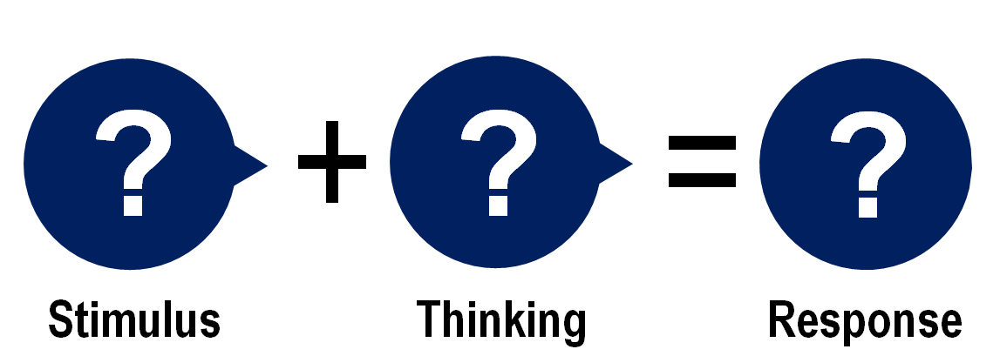 ? + ? = ?
Stimulus Thinking Response